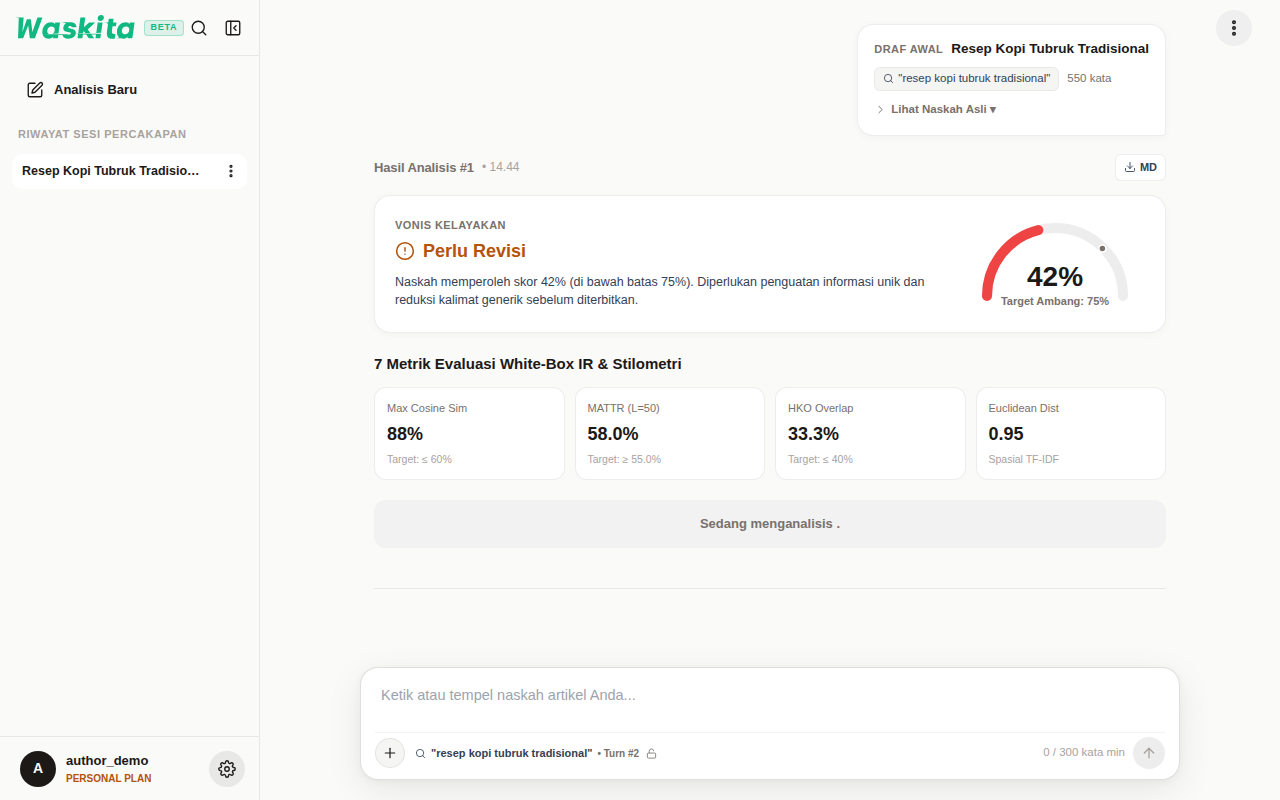 Waskita BETA
Analisis Baru
RIWAYAT SESI PERCAKAPAN
Resep Kopi Tubruk Tradisio...
A
author_demo
PERSONAL PLAN
DRAF AWAL Resep Kopi Tubruk Tradisional
"resep kopi tubruk tradisional" 550 kata
Lihat Naskah Asli ▾
Hasil Analisis #1 • 14.44
MD
VONIS KELAYAKAN
Perlu Revisi
Naskah memperoleh skor 42% (di bawah batas 75%). Diperlukan penguatan informasi unik dan
reduksi kalimat generik sebelum diterbitkan.
42%
Target Ambang: 75%
7 Metrik Evaluasi White-Box IR & Stilometri
Max Cosine Sim
88%
Target: ≤ 60%
MATTR (L=50)
58.0%
Target: ≥ 55.0%
HKO Overlap
33.3%
Target: ≤ 40%
Euclidean Dist
0.95
Spasial TF-IDF
Sedang menganalisis .
Ketik atau tempel naskah artikel Anda...
"resep kopi tubruk tradisional" • Turn #2
0 / 300 kata min